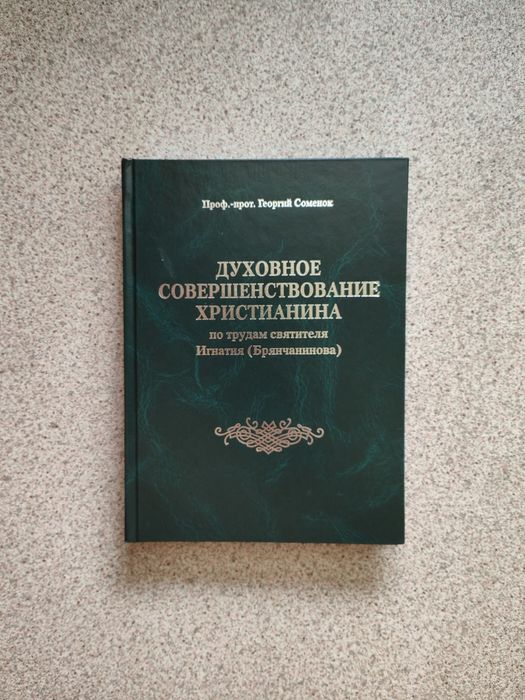 Проф.-прот. Георгий Соменок
ДУХОВНОЕ
СОВЕРШЕНСТВОВАНИЕ
ХРИСТИАНИНА
по трудам святителя
Игнатия (Брянчанинова)